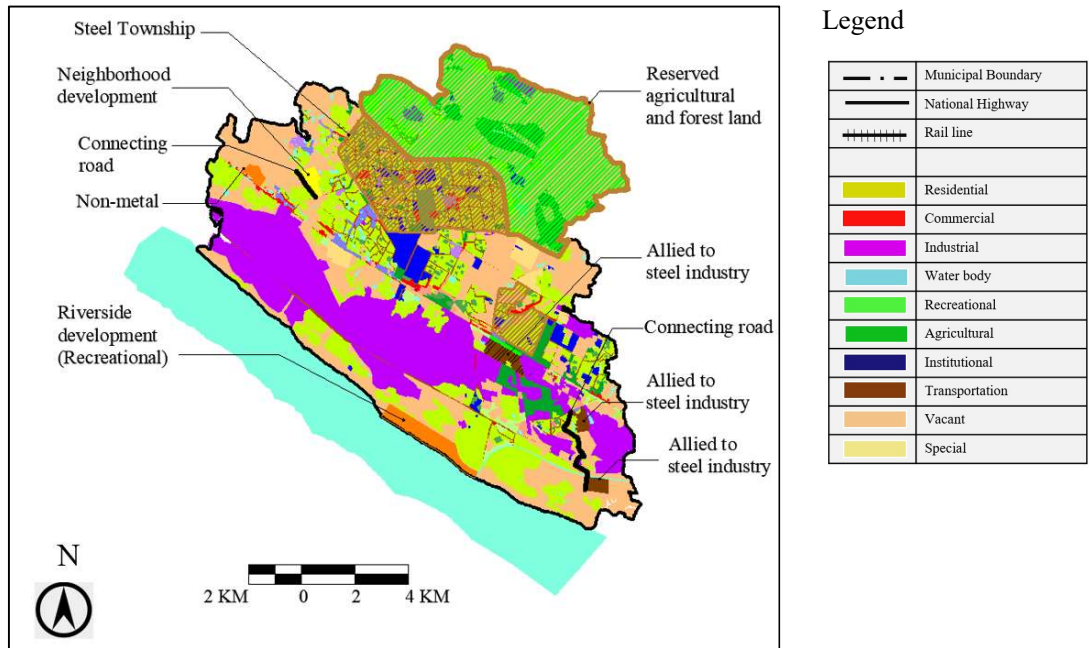 Legend
Steel Township
Neighborhood
development
Connecting
road
Non-metal
Riverside
development
(Recreational)
Reserved
agricultural
and forest land
Allied to
steel industry
Connecting road
Allied to
steel industry
Allied to
steel industry
N
2 KM 0 2 4 KM
Municipal Boundary
National Highway
Rail line
Residential
Commercial
Industrial
Water body
Recreational
Agricultural
Institutional
Transportation
Vacant
Special